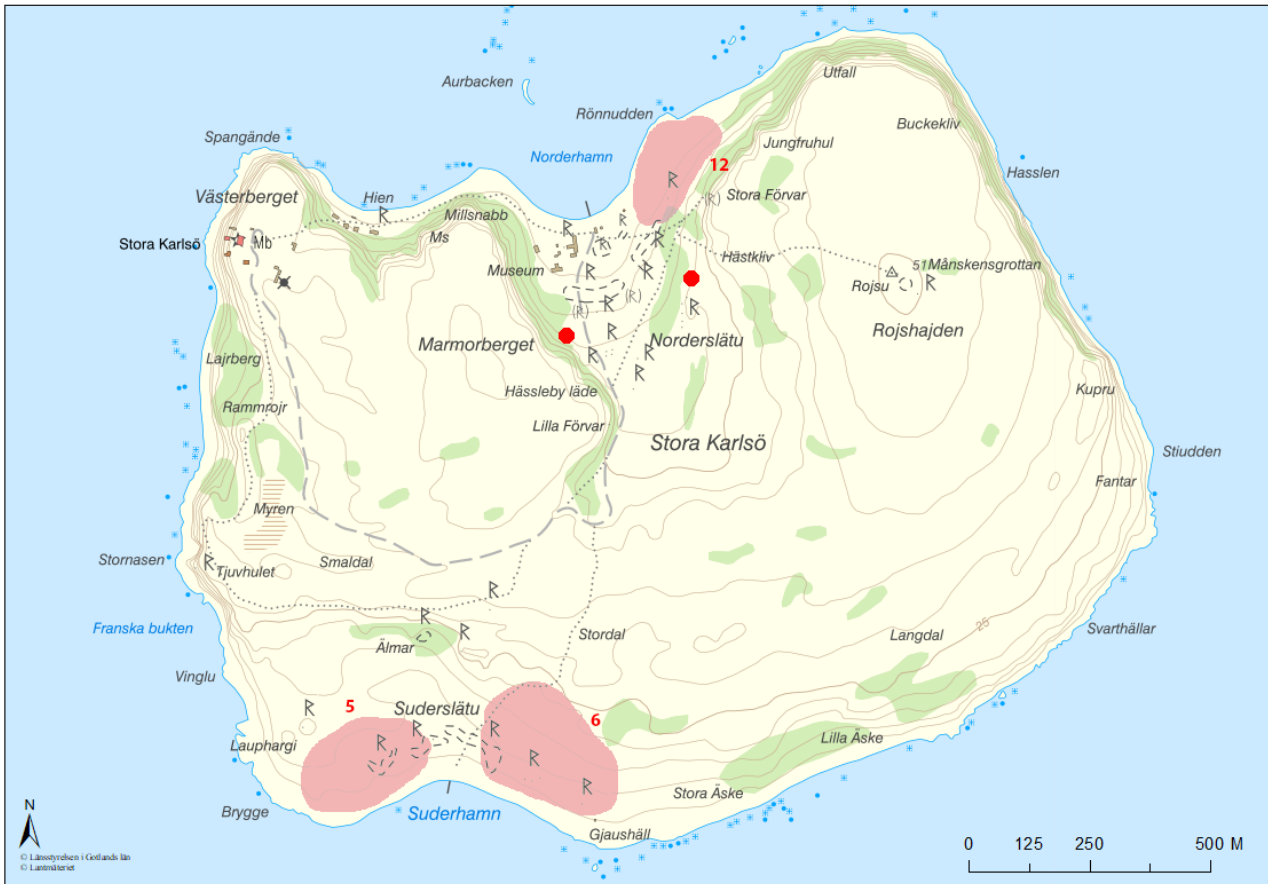 Aurbacken
Utfall
Rönnudden
Buckekliv
Spangände
Jungfruhul
Norderhamn
12
Hasslen
Västerberget
Hien
Stora Förvar
(R)
Millsnabb
Ms
Stora Karlsö
Mb
Museum
Hästkliv
51
Månskensgrottan
Rojsu
(R)
(R)
Rojshajden
Marmorberget
Norderslätu
Lajrberg
Hässleby läde
Kupru
Rammrojr
Lilla Förvar
Stora Karlsö
Stiudden
Fantar
Myren
Stornasen
Tjuvhulet
Smaldal
Franska bukten
Stordal
25
Svarthällar
Älmar
Langdal
Vinglu
5
Suderslätu
6
Lauphargi
Lilla Äske
Stora Äske
Brygge
Suderhamn
Gjaushäll
N
© Länsstyrelsen i Gotlands län
© Lantmäteriet
0 125 250 500 M